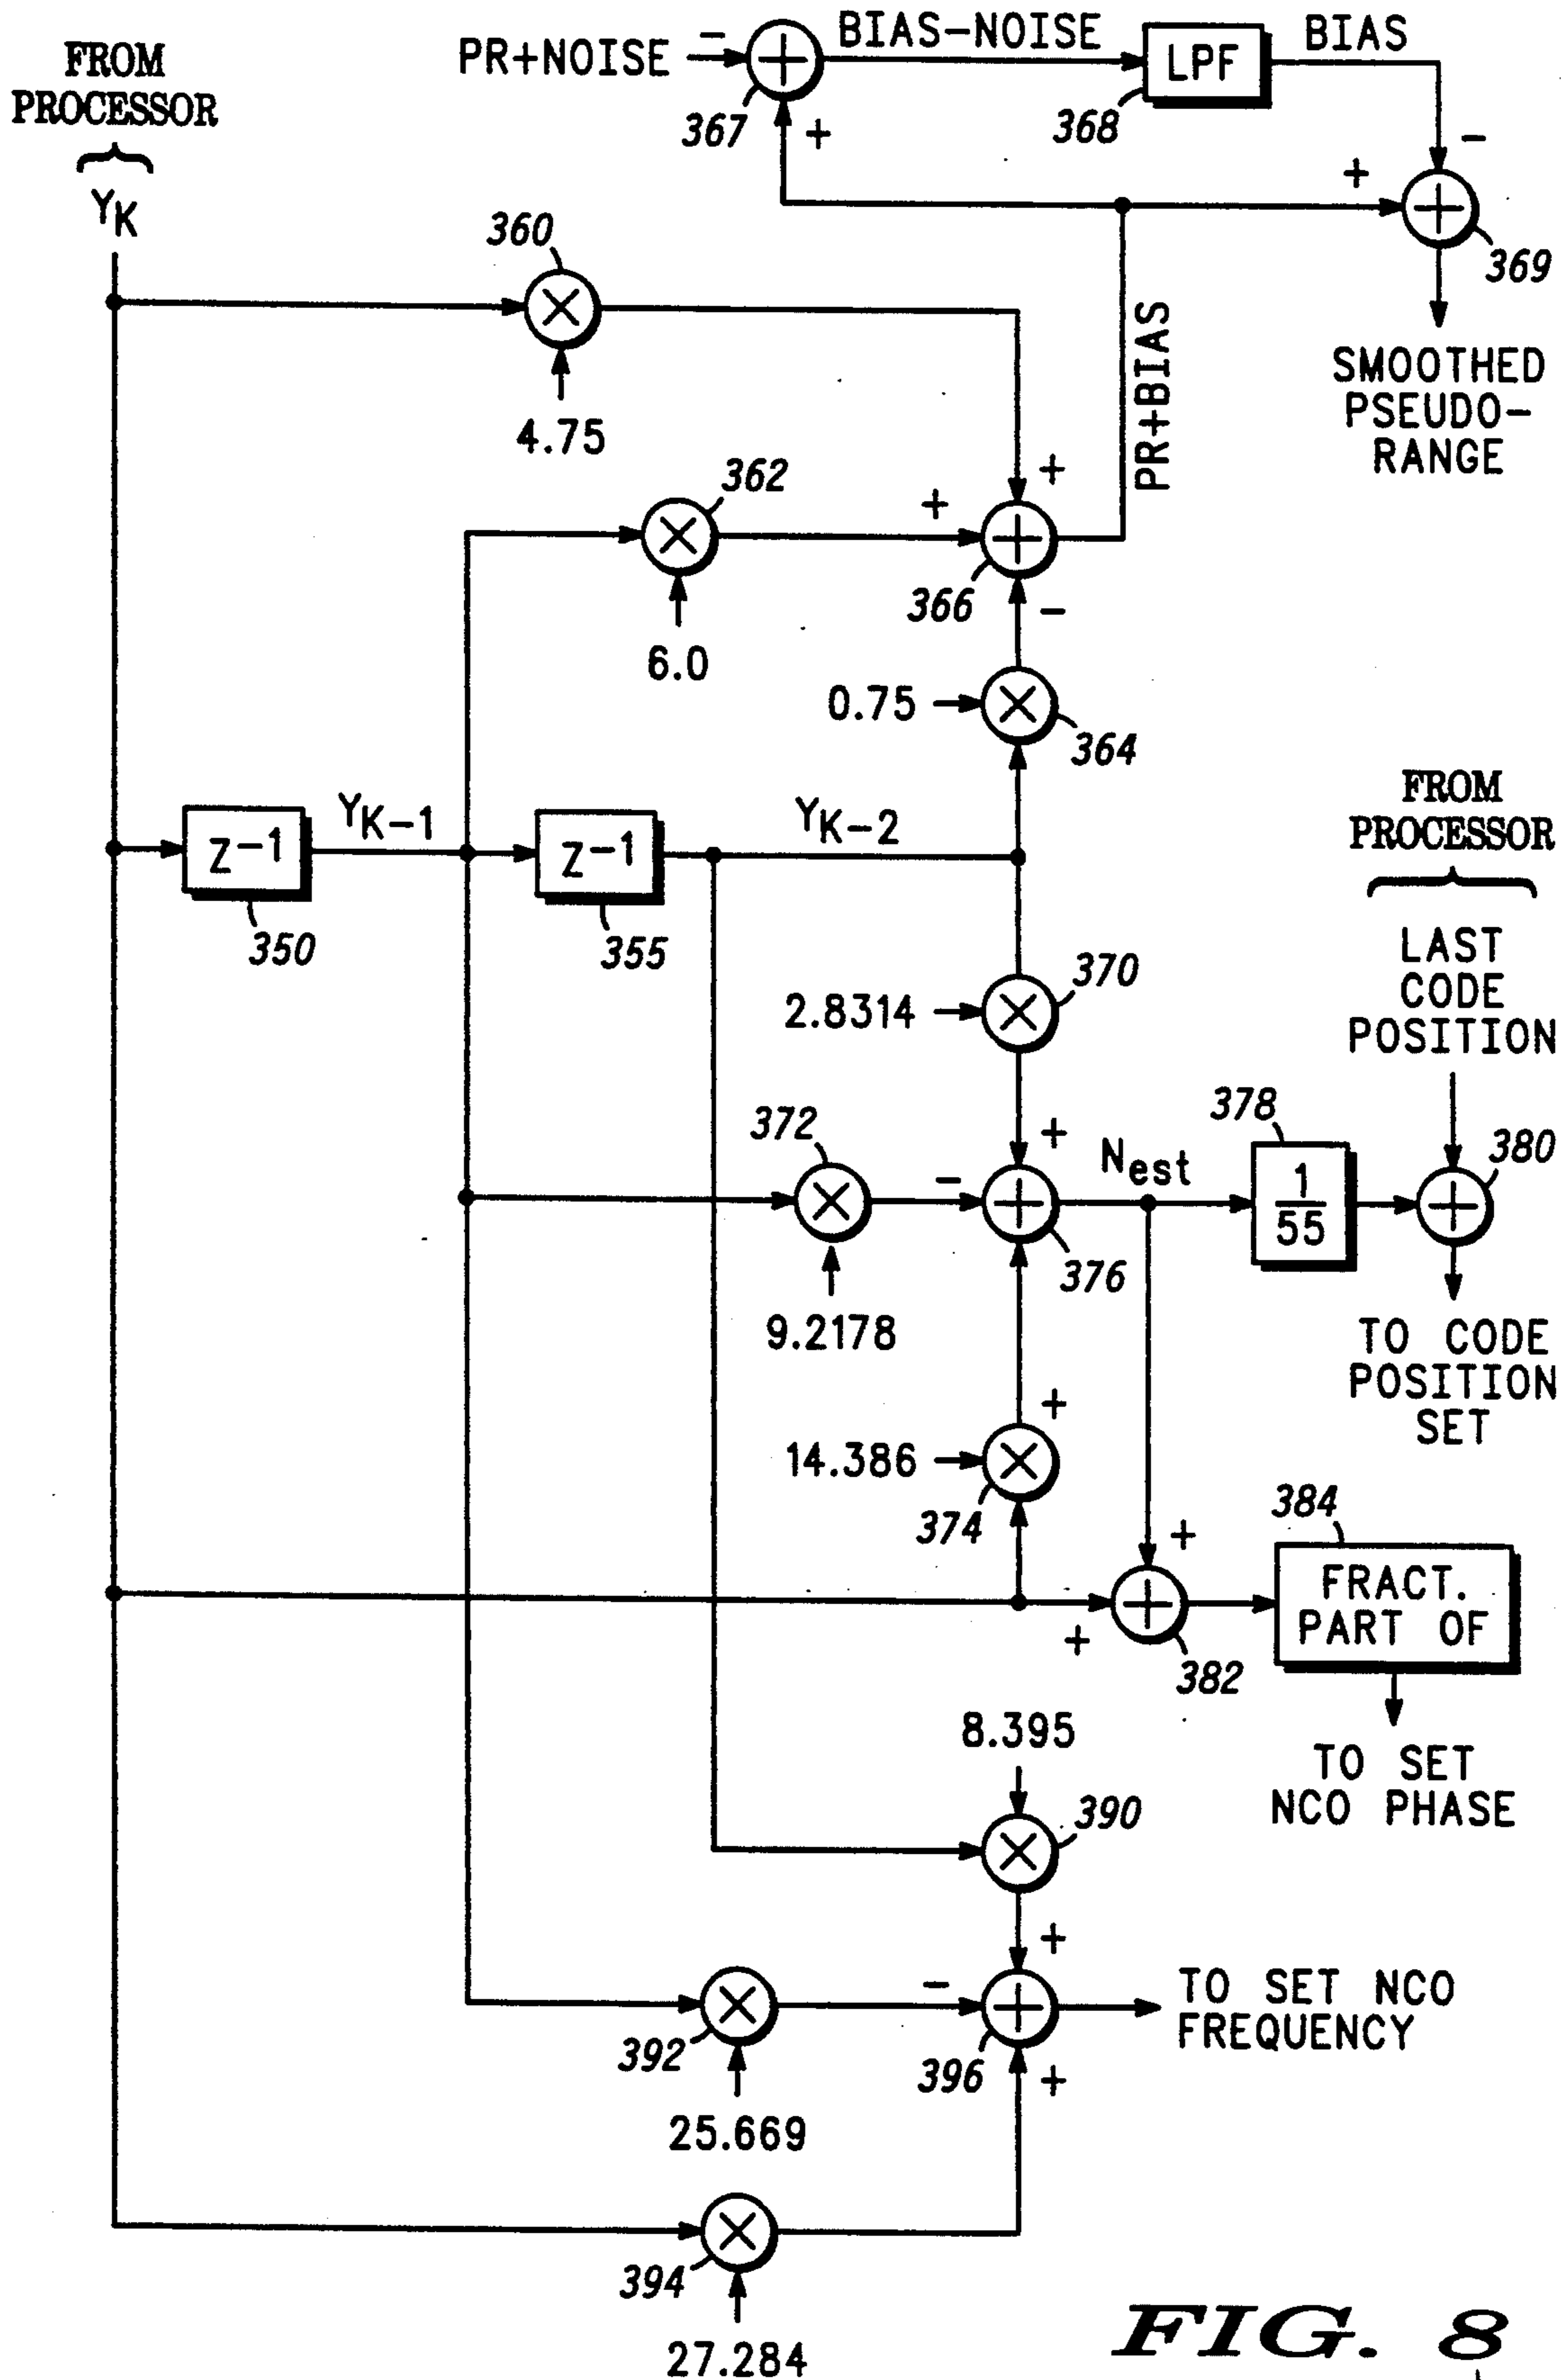 FROM
PROCESSOR
Y_K
PR+NOISE
−
+
367
BIAS−NOISE
LPF
368
BIAS
−
+
369
SMOOTHED
PSEUDO−
RANGE
360
4.75
PR+BIAS
362
6.0
+
+
366
−
0.75
364
Z⁻¹
350
Y_K−1
Z⁻¹
355
Y_K−2
FROM
PROCESSOR
LAST
CODE
POSITION
2.8314
370
372
9.2178
+
−
376
N_est
378
1
55
380
TO CODE
POSITION
SET
14.386
+
374
+
+
382
384
FRACT.
PART OF
TO SET
NCO PHASE
8.395
390
+
−
392
25.669
396
+
TO SET NCO
FREQUENCY
394
27.284
FIG. 8